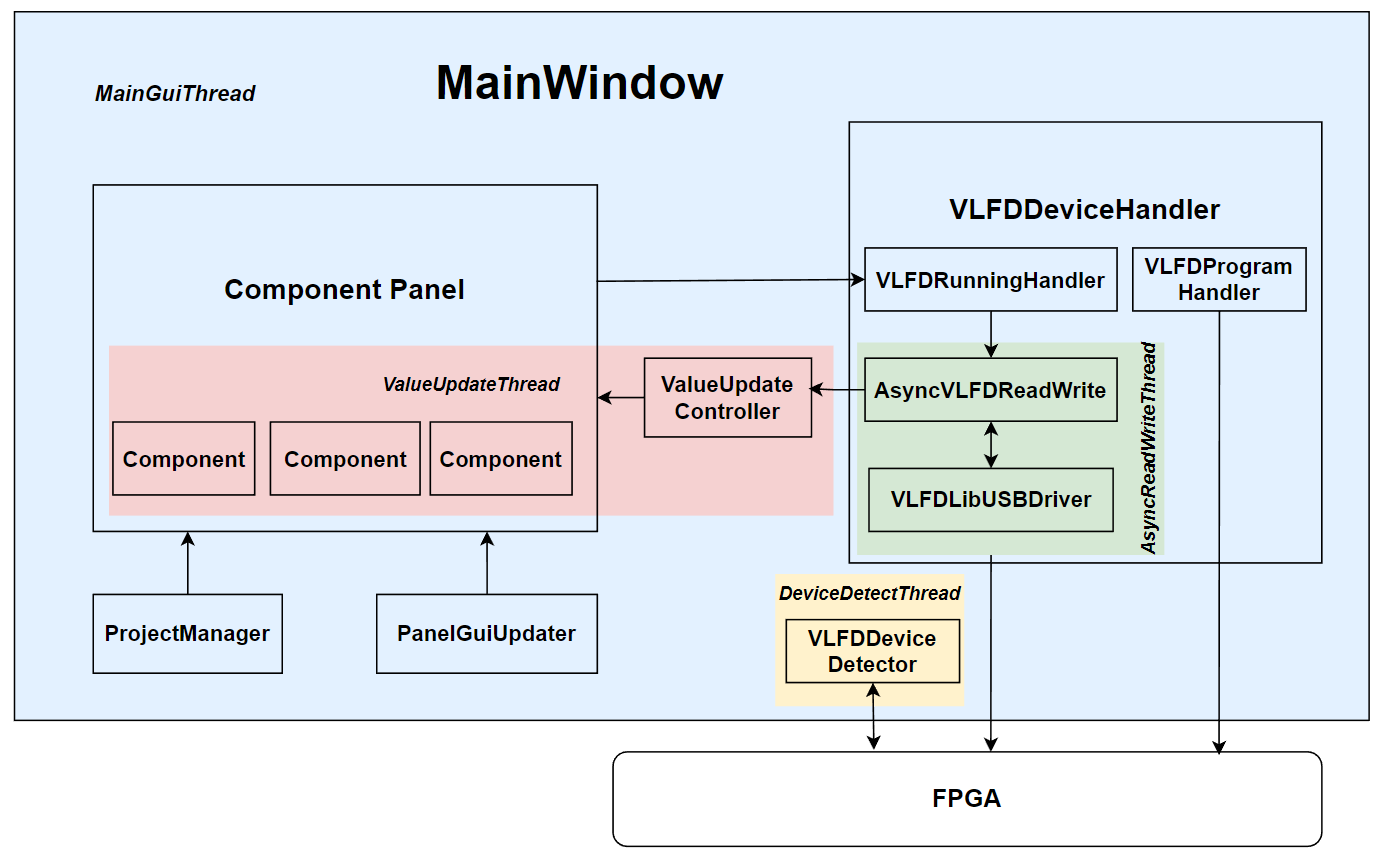 MainWindow
MainGuiThread
VLFDDeviceHandler
Component Panel
VLFDRunningHandler
VLFDProgram
Handler
ValueUpdateThread
ValueUpdate
Controller
AsyncVLFDReadWrite
AsyncReadWriteThread
Component
Component
Component
VLFDLibUSBDriver
ProjectManager
PanelGuiUpdater
DeviceDetectThread
VLFDDevice
Detector
FPGA